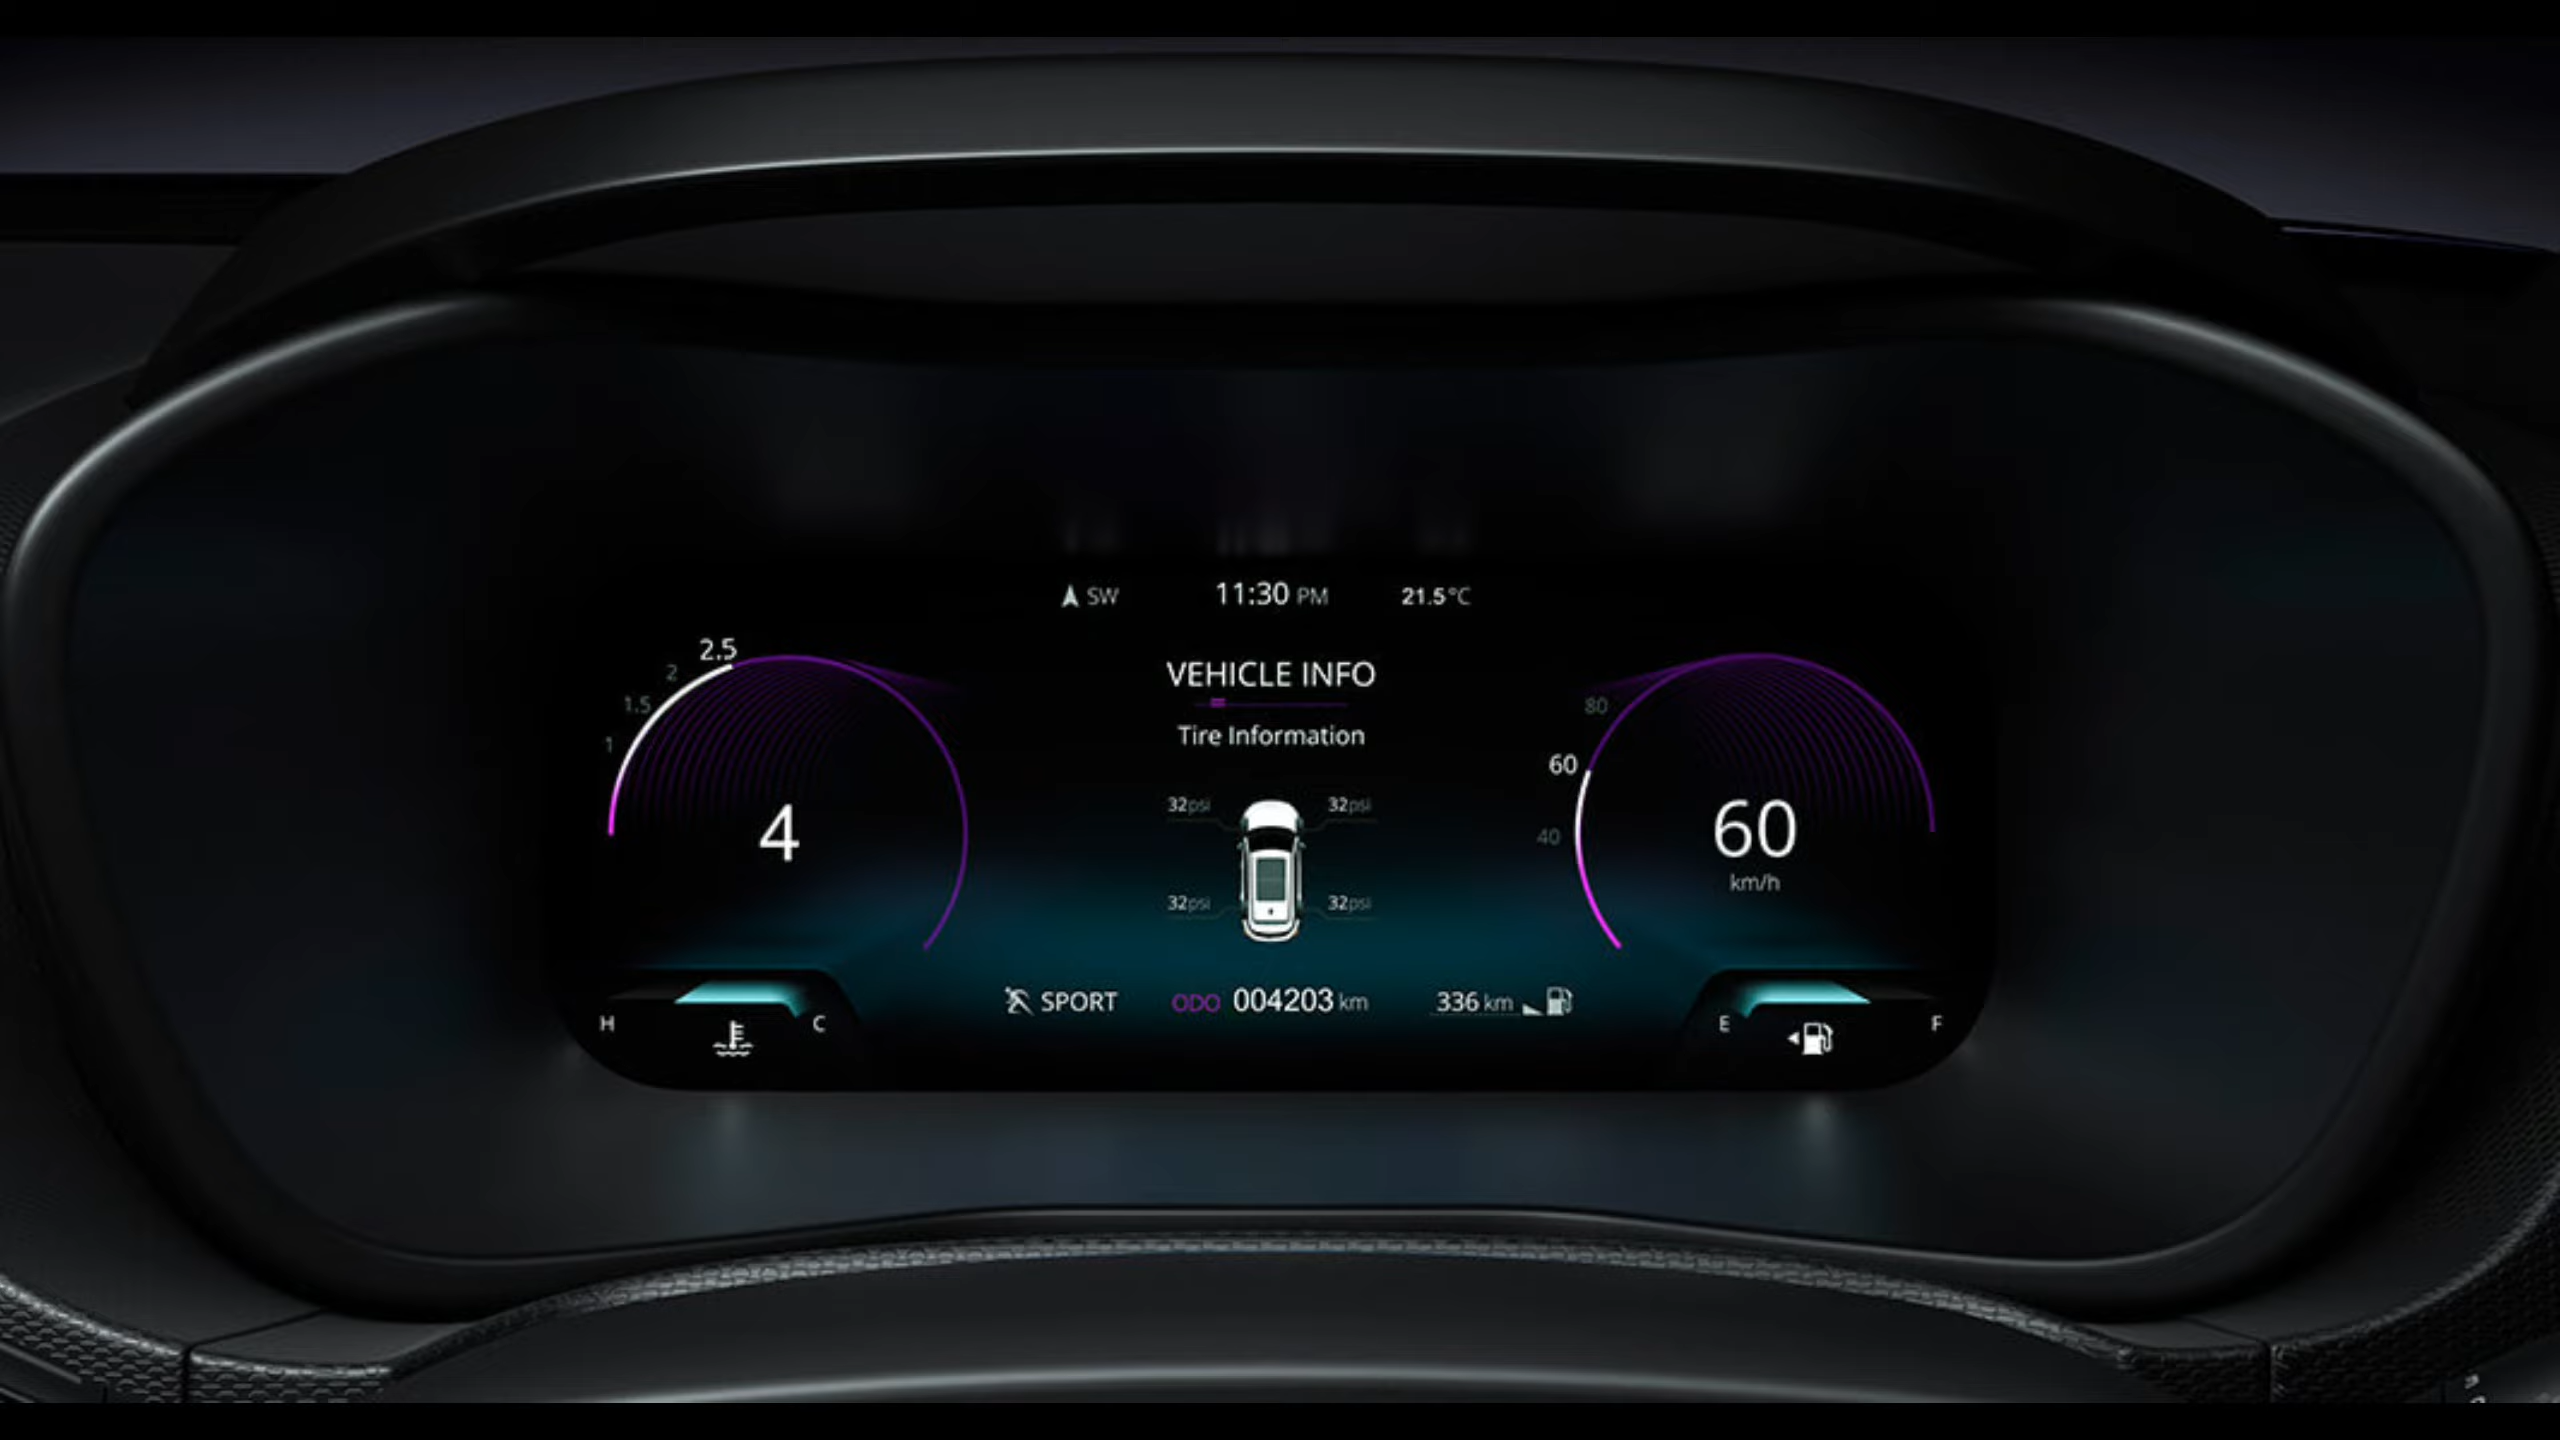 SW 11:30 PM 21.5°C
2.5
2
1.5
1
4
VEHICLE INFO
Tire Information
32psi 32psi
32psi 32psi
80
60
40
60
km/h
H C
SPORT
ODO 004203 km
336 km
E F